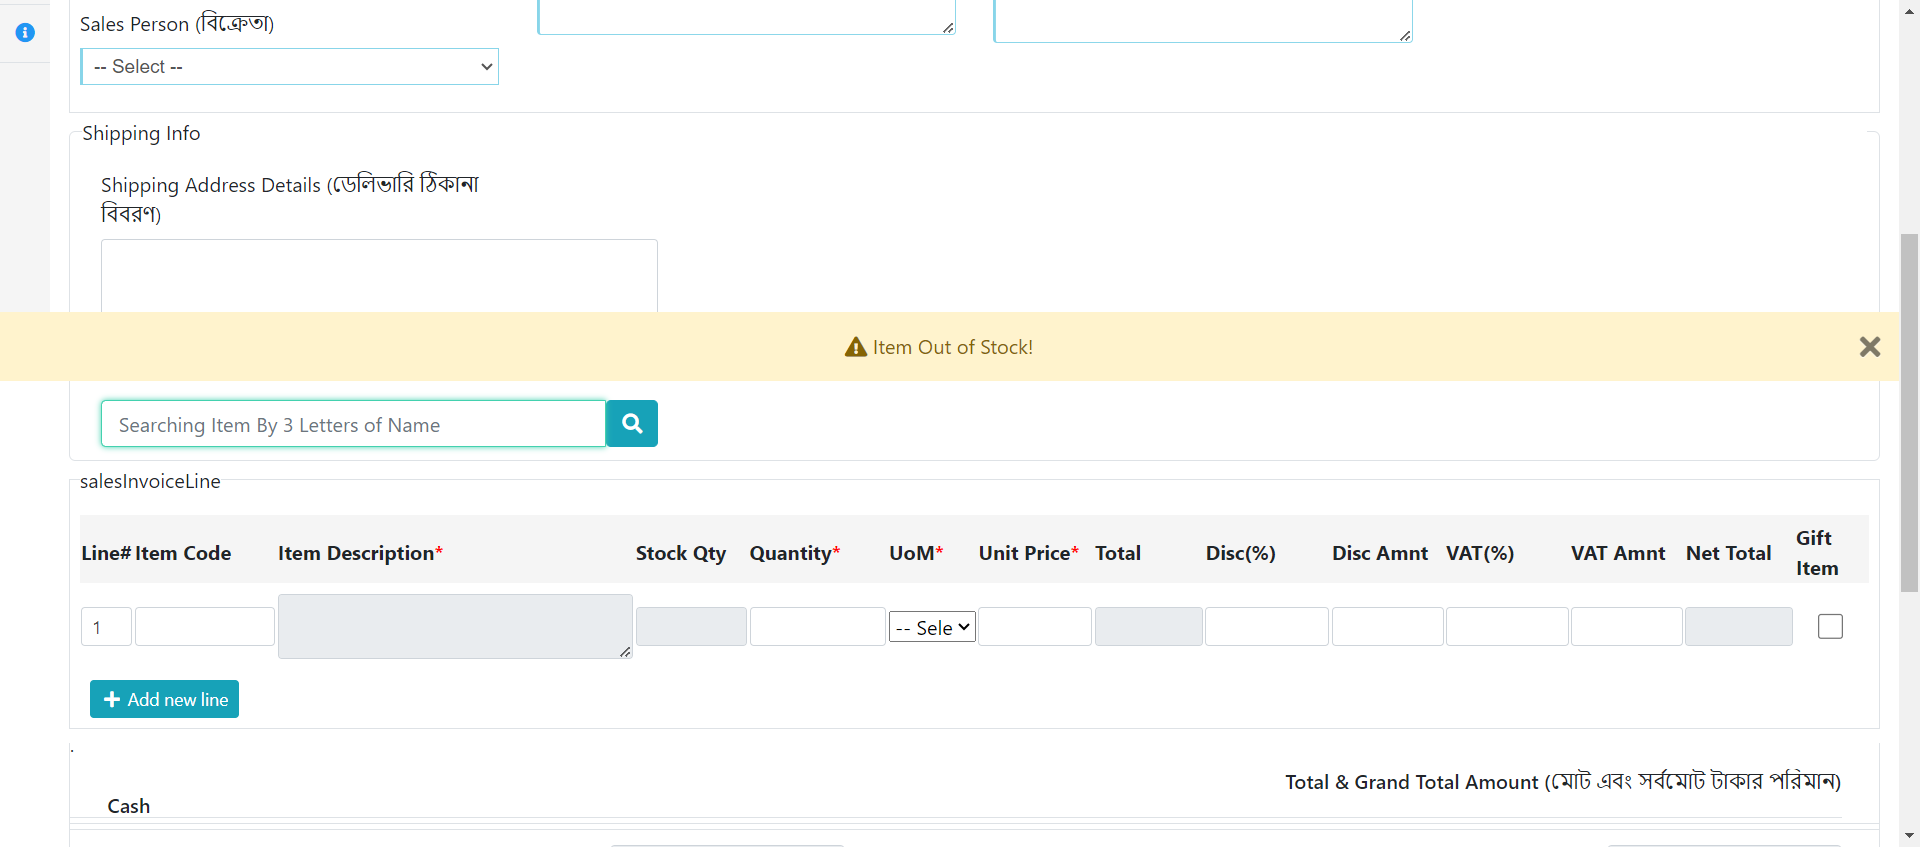 Sales Person (বিক্রেতা)
-- Select --
Shipping Info
Shipping Address Details (ডেলিভারি ঠিকানা
বিবরণ)
Item Out of Stock!
Searching Item By 3 Letters of Name
salesInvoiceLine
Line# Item Code Item Description* Stock Qty Quantity* UoM* Unit Price* Total Disc(%) Disc Amnt VAT(%) VAT Amnt Net Total Gift Item
1 -- Sele
Add new line
.
Total & Grand Total Amount (মোট এবং সর্বমোট টাকার পরিমান)
Cash